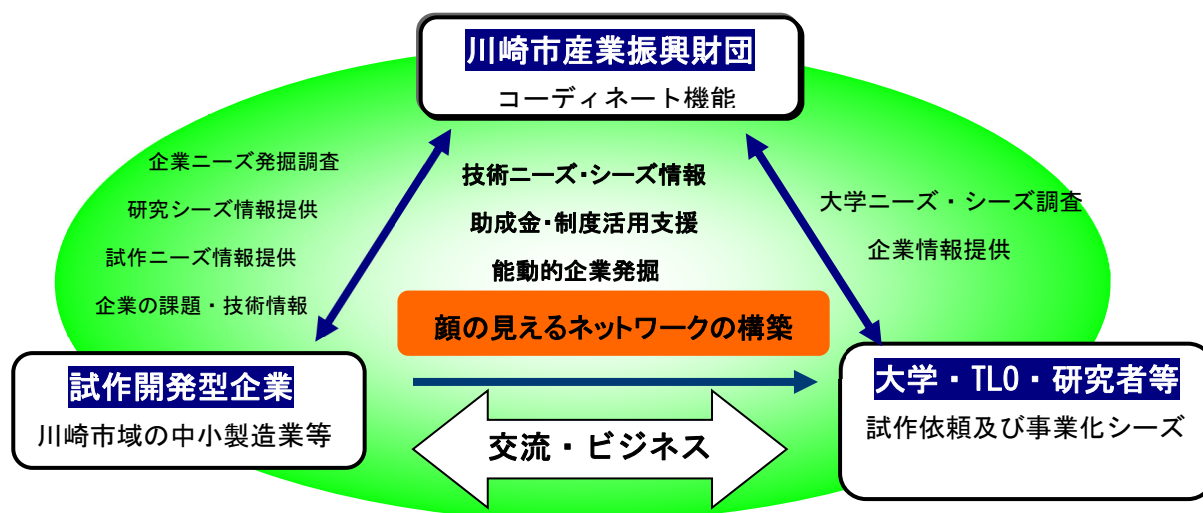 川崎市産業振興財団
コーディネート機能
企業ニーズ発掘調査
研究シーズ情報提供
試作ニーズ情報提供
企業の課題・技術情報
技術ニーズ・シーズ情報
助成金・制度活用支援
能動的企業発掘
大学ニーズ・シーズ調査
企業情報提供
顔の見えるネットワークの構築
試作開発型企業
川崎市域の中小製造業等
交流・ビジネス
大学・TLO・研究者等
試作依頼及び事業化シーズ